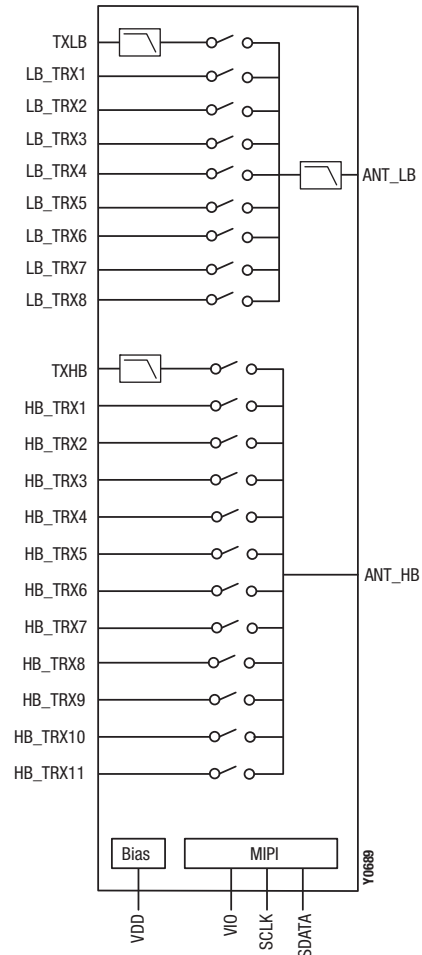 TXLB
LB_TRX1
LB_TRX2
LB_TRX3
LB_TRX4
LB_TRX5
LB_TRX6
LB_TRX7
LB_TRX8
ANT_LB
TXHB
HB_TRX1
HB_TRX2
HB_TRX3
HB_TRX4
HB_TRX5
HB_TRX6
HB_TRX7
HB_TRX8
HB_TRX9
HB_TRX10
HB_TRX11
ANT_HB
Bias
MIPI
Y0689
VDD
VIO
SCLK
SDATA